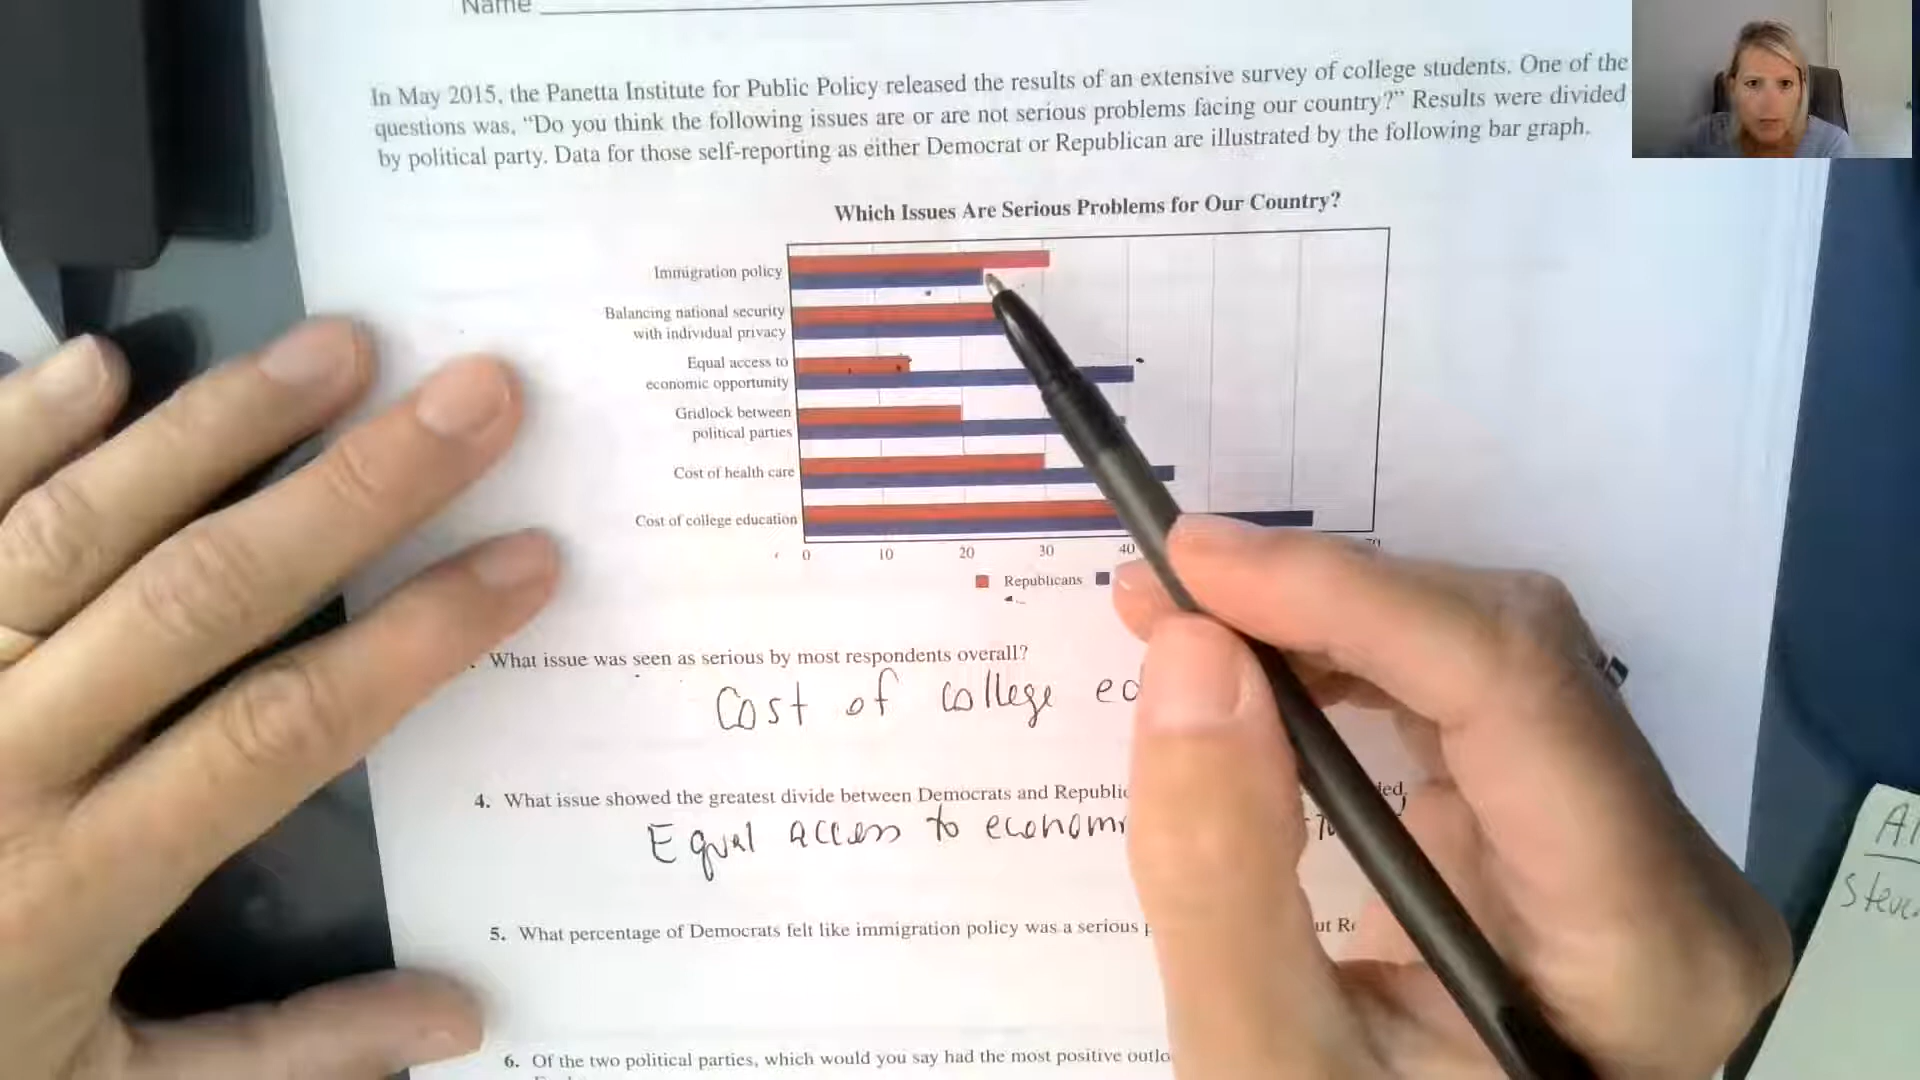 Name
In May 2015, the Panetta Institute for Public Policy released the results of an extensive survey of college students. One of the
questions was, “Do you think the following issues are or are not serious problems facing our country?” Results were divided
by political party. Data for those self-reporting as either Democrat or Republican are illustrated by the following bar graph.
Which Issues Are Serious Problems for Our Country?
Immigration policy
Balancing national security
with individual privacy
Equal access to
economic opportunity
Gridlock between
political parties
Cost of health care
Cost of college education
0 10 20 30 40 70
Republicans
What issue was seen as serious by most respondents overall?
Cost of college
4. What issue showed the greatest divide between Democrats and
Equal access to
5. What percentage of Democrats felt like immigration policy was a serious
6. Of the two political parties, which would you say had the most positive